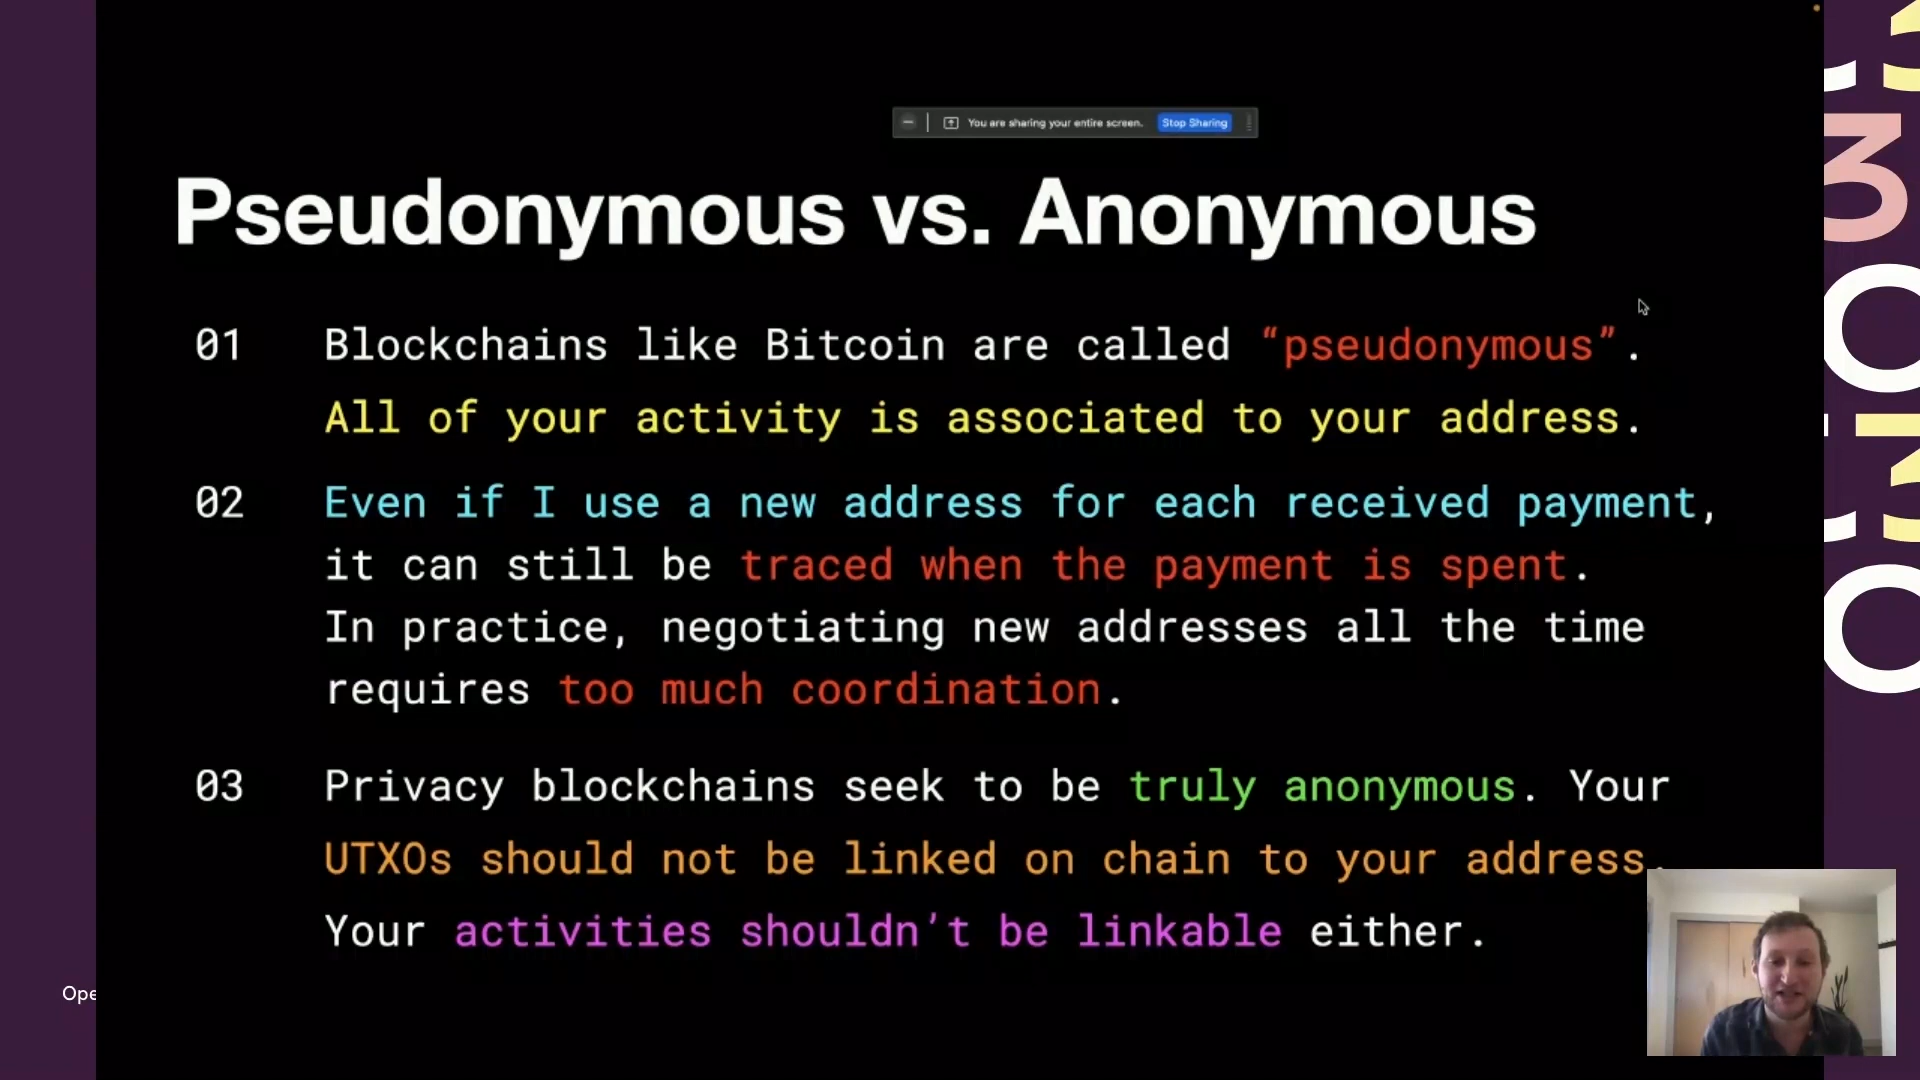 You are sharing your entire screen. Stop Sharing
Pseudonymous vs. Anonymous
01 Blockchains like Bitcoin are called “pseudonymous”.
All of your activity is associated to your address.
02 Even if I use a new address for each received payment,
it can still be traced when the payment is spent.
In practice, negotiating new addresses all the time
requires too much coordination.
03 Privacy blockchains seek to be truly anonymous. Your
UTXOs should not be linked on chain to your address.
Your activities shouldn’t be linkable either.
Ope